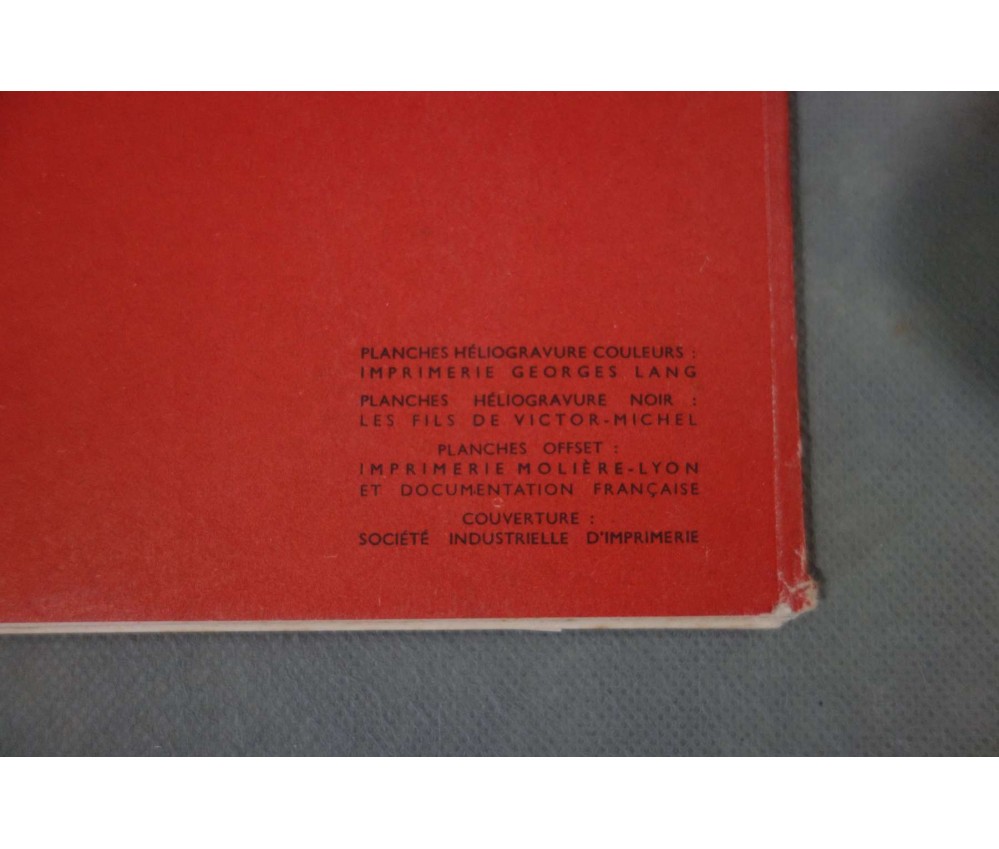 PLANCHES HÉLIOGRAVURE COULEURS :
IMPRIMERIE GEORGES LANG
PLANCHES HÉLIOGRAVURE NOIR :
LES FILS DE VICTOR-MICHEL
PLANCHES OFFSET :
IMPRIMERIE MOLIÈRE-LYON
ET DOCUMENTATION FRANÇAISE
COUVERTURE :
SOCIÉTÉ INDUSTRIELLE D'IMPRIMERIE